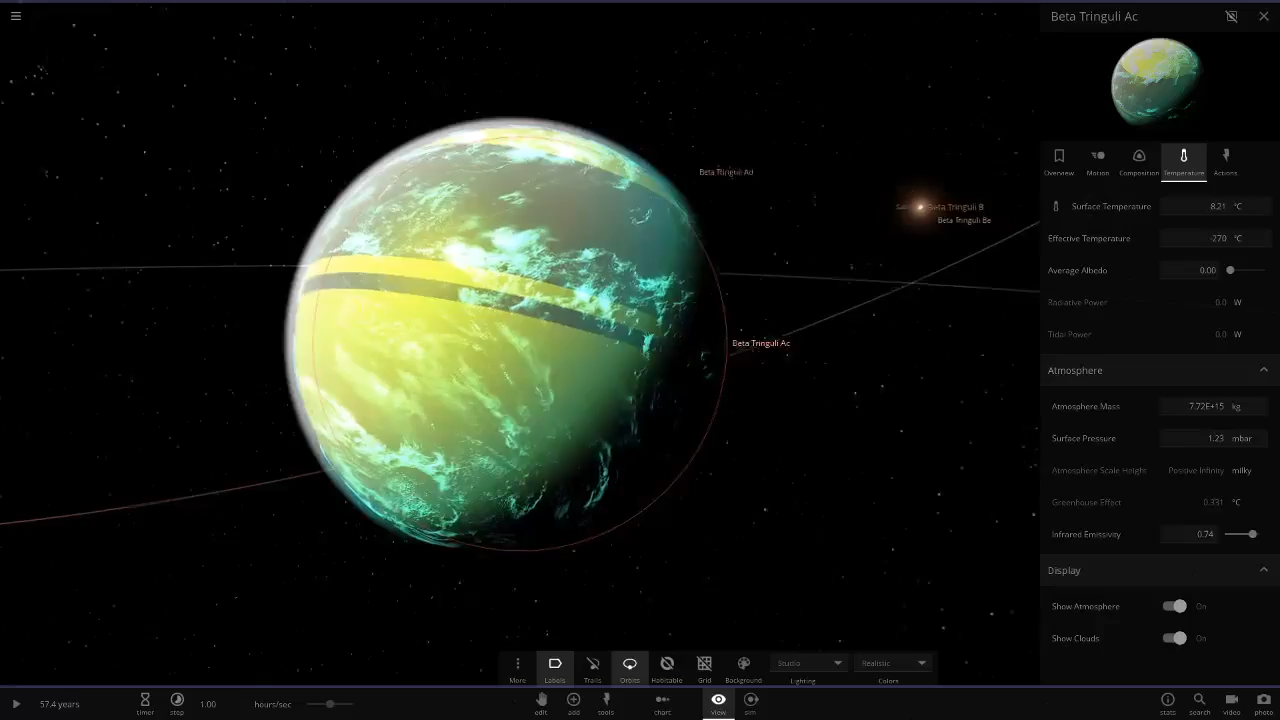 Beta Tringuli Ac
Overview
Motion
Composition
Temperature
Actions
Surface Temperature 8.21 °C
Effective Temperature -270 °C
Average Albedo 0.00
Radiative Power 0.0 W
Tidal Power 0.0 W
Atmosphere
Atmosphere Mass 7.72E+15 kg
Surface Pressure 1.23 mbar
Atmosphere Scale Height Positive Infinity milky
Greenhouse Effect 0.331 °C
Infrared Emissivity 0.74
Display
Show Atmosphere On
Show Clouds On
Beta Tringuli Ad
Beta Tringuli B
Beta Tringuli Be
Beta Tringuli Ac
More
Labels
Trails
Orbits
Habitable
Grid
Background
Studio
Lighting
Realistic
Colors
57.4 years
timer
step
1.00 hours/sec
edit
add
tools
chart
view
sim
stats
search
video
photo